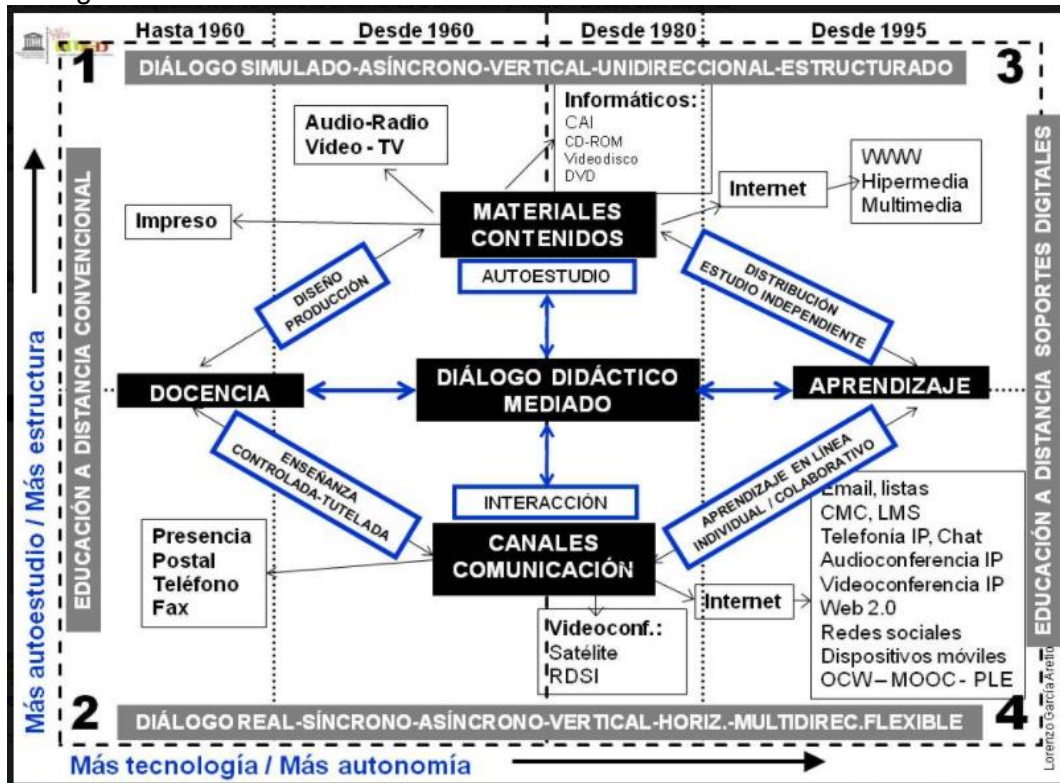 Hasta 1960
Desde 1960
Desde 1980
Desde 1995
1
DIÁLOGO SIMULADO-ASÍNCRONO-VERTICAL-UNIDIRECCIONAL-ESTRUCTURADO
3
Audio-Radio
Vídeo - TV
Informáticos:
CAI
CD-ROM
Videodisco
DVD
WWW
Hipermedia
Multimedia
Internet
Impreso
MATERIALES
CONTENIDOS
AUTOESTUDIO
DISEÑO
PRODUCCIÓN
DISTRIBUCIÓN
ESTUDIO INDEPENDIENTE
EDUCACIÓN A DISTANCIA CONVENCIONAL
EDUCACIÓN A DISTANCIA SOPORTES DIGITALES
Más autoestudio / Más estructura
DOCENCIA
DIÁLOGO DIDÁCTICO
MEDIADO
APRENDIZAJE
ENSEÑANZA
CONTROLADA-TUTELADA
INTERACCIÓN
APRENDIZAJE EN LÍNEA
INDIVIDUAL / COLABORATIVO
CANALES
COMUNICACIÓN
Presencia
Postal
Teléfono
Fax
Videoconf.:
Satélite
RDSI
Internet
Email, listas
CMC, LMS
Telefonía IP, Chat
Audioconferencia IP
Videoconferencia IP
Web 2.0
Redes sociales
Dispositivos móviles
OCW – MOOC - PLE
Lorenzo García Aretio
2
DIÁLOGO REAL-SÍNCRONO-ASÍNCRONO-VERTICAL-HORIZ.-MULTIDIREC.FLEXIBLE
4
Más tecnología / Más autonomía